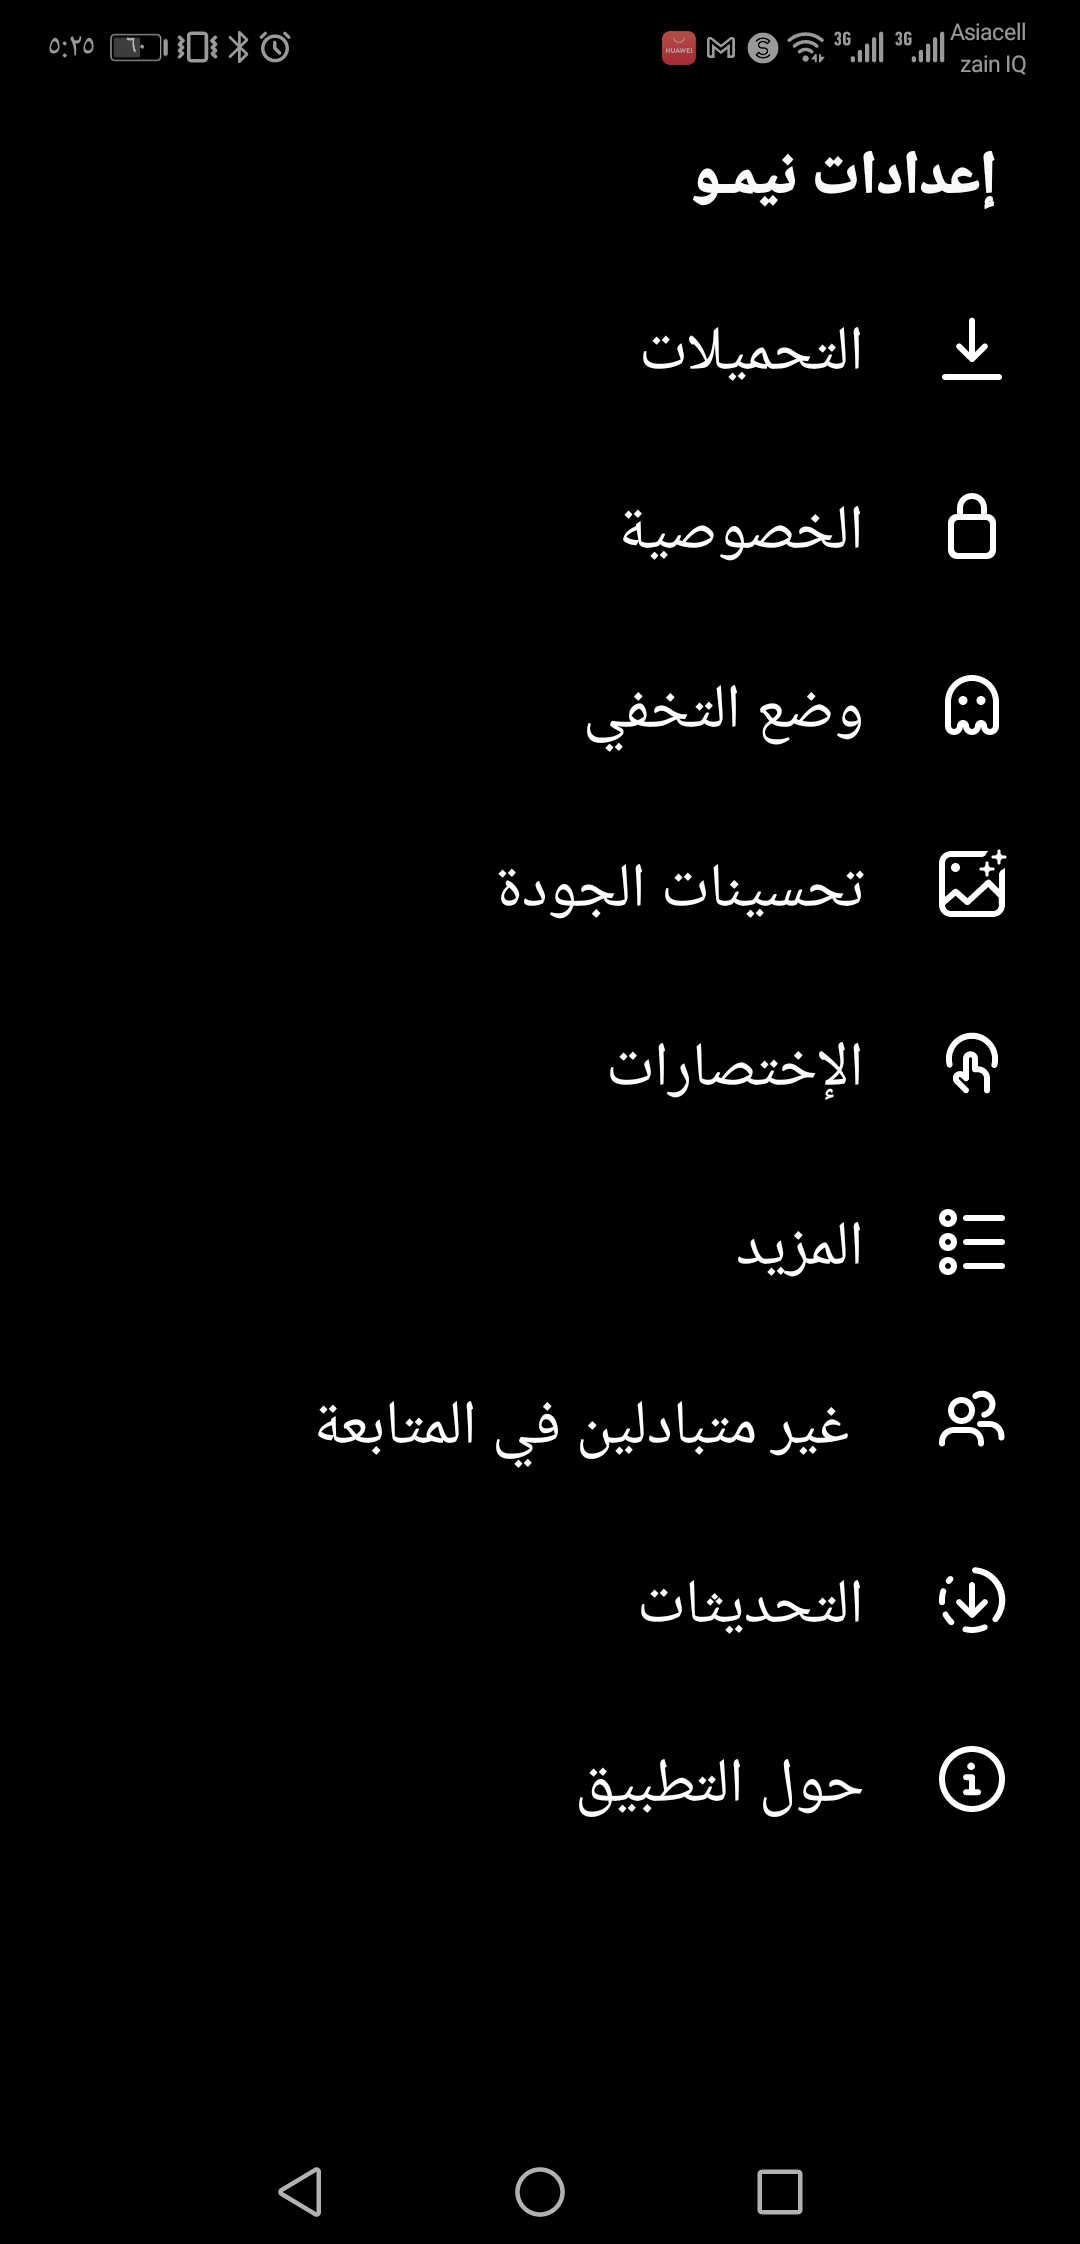 ٥:٢٥ ٦٠ HUAWEI 3G 3G Asiacell
zain IQ
إعدادات نيمو
التحميلات
الخصوصية
وضع التخفي
تحسينات الجودة
الإختصارات
المزيد
غير متبادلين في المتابعة
التحديثات
حول التطبيق